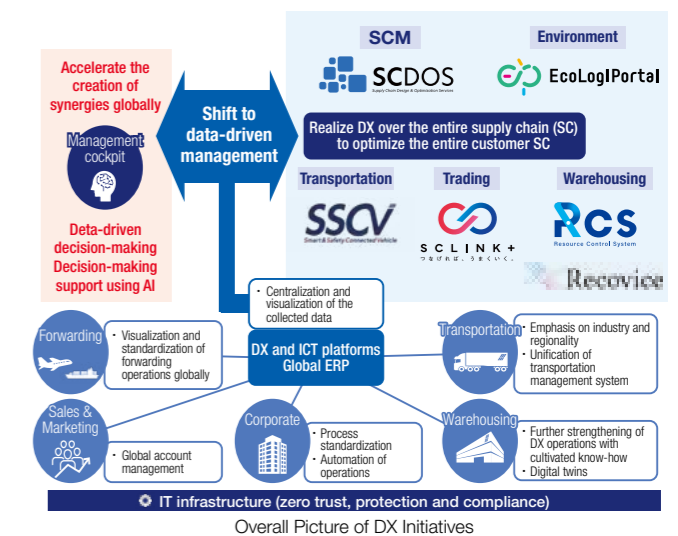 Accelerate the
creation of
synergies globally
Management
cockpit
Deta-driven
decision-making
Decision-making
support using AI
Shift to
data-driven
management
SCM
SCDOS
Supply Chain Design & Optimization Services
Environment
EcoLogiPortal
Realize DX over the entire supply chain (SC)
to optimize the entire customer SC
Transportation
SSCV
Smart & Safety Connected Vehicle
Trading
SCLINK+
つなげれば、うまくいく。
Warehousing
RCS
Resource Control System
Recovice
・ Centralization and
visualization of the
collected data
DX and ICT platforms
Global ERP
Forwarding
・ Visualization and
standardization of
forwarding
operations globally
Transportation
・ Emphasis on industry and
regionality
・ Unification of
transportation
management system
Sales &
Marketing
・ Global account
management
Corporate
・ Process
standardization
・ Automation of
operations
Warehousing
・ Further strengthening of
DX operations with
cultivated know-how
・ Digital twins
IT infrastructure (zero trust, protection and compliance)
Overall Picture of DX Initiatives